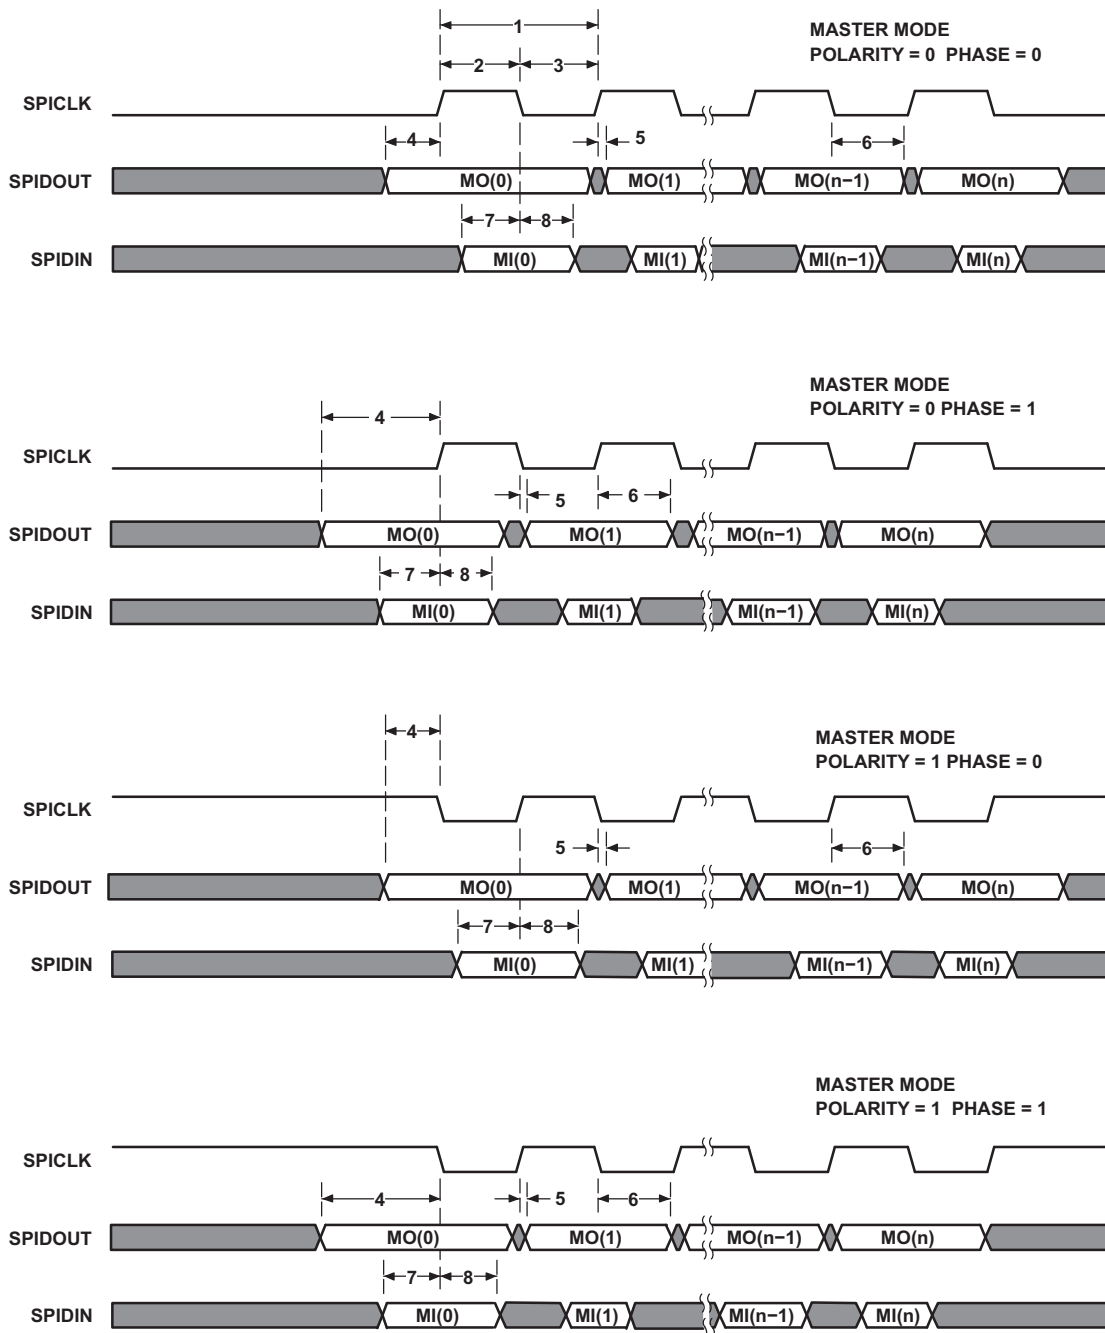 1
MASTER MODE
POLARITY = 0 PHASE = 0
2 3
SPICLK
4 5 6
SPIDOUT MO(0) MO(1) MO(n−1) MO(n)
7 8
SPIDIN MI(0) MI(1) MI(n−1) MI(n)
MASTER MODE
POLARITY = 0 PHASE = 1
4
SPICLK
5 6
SPIDOUT MO(0) MO(1) MO(n−1) MO(n)
7 8
SPIDIN MI(0) MI(1) MI(n−1) MI(n)
4
MASTER MODE
POLARITY = 1 PHASE = 0
SPICLK
5 6
SPIDOUT MO(0) MO(1) MO(n−1) MO(n)
7 8
SPIDIN MI(0) MI(1) MI(n−1) MI(n)
MASTER MODE
POLARITY = 1 PHASE = 1
SPICLK
4 5 6
SPIDOUT MO(0) MO(1) MO(n−1) MO(n)
7 8
SPIDIN MI(0) MI(1) MI(n−1) MI(n)